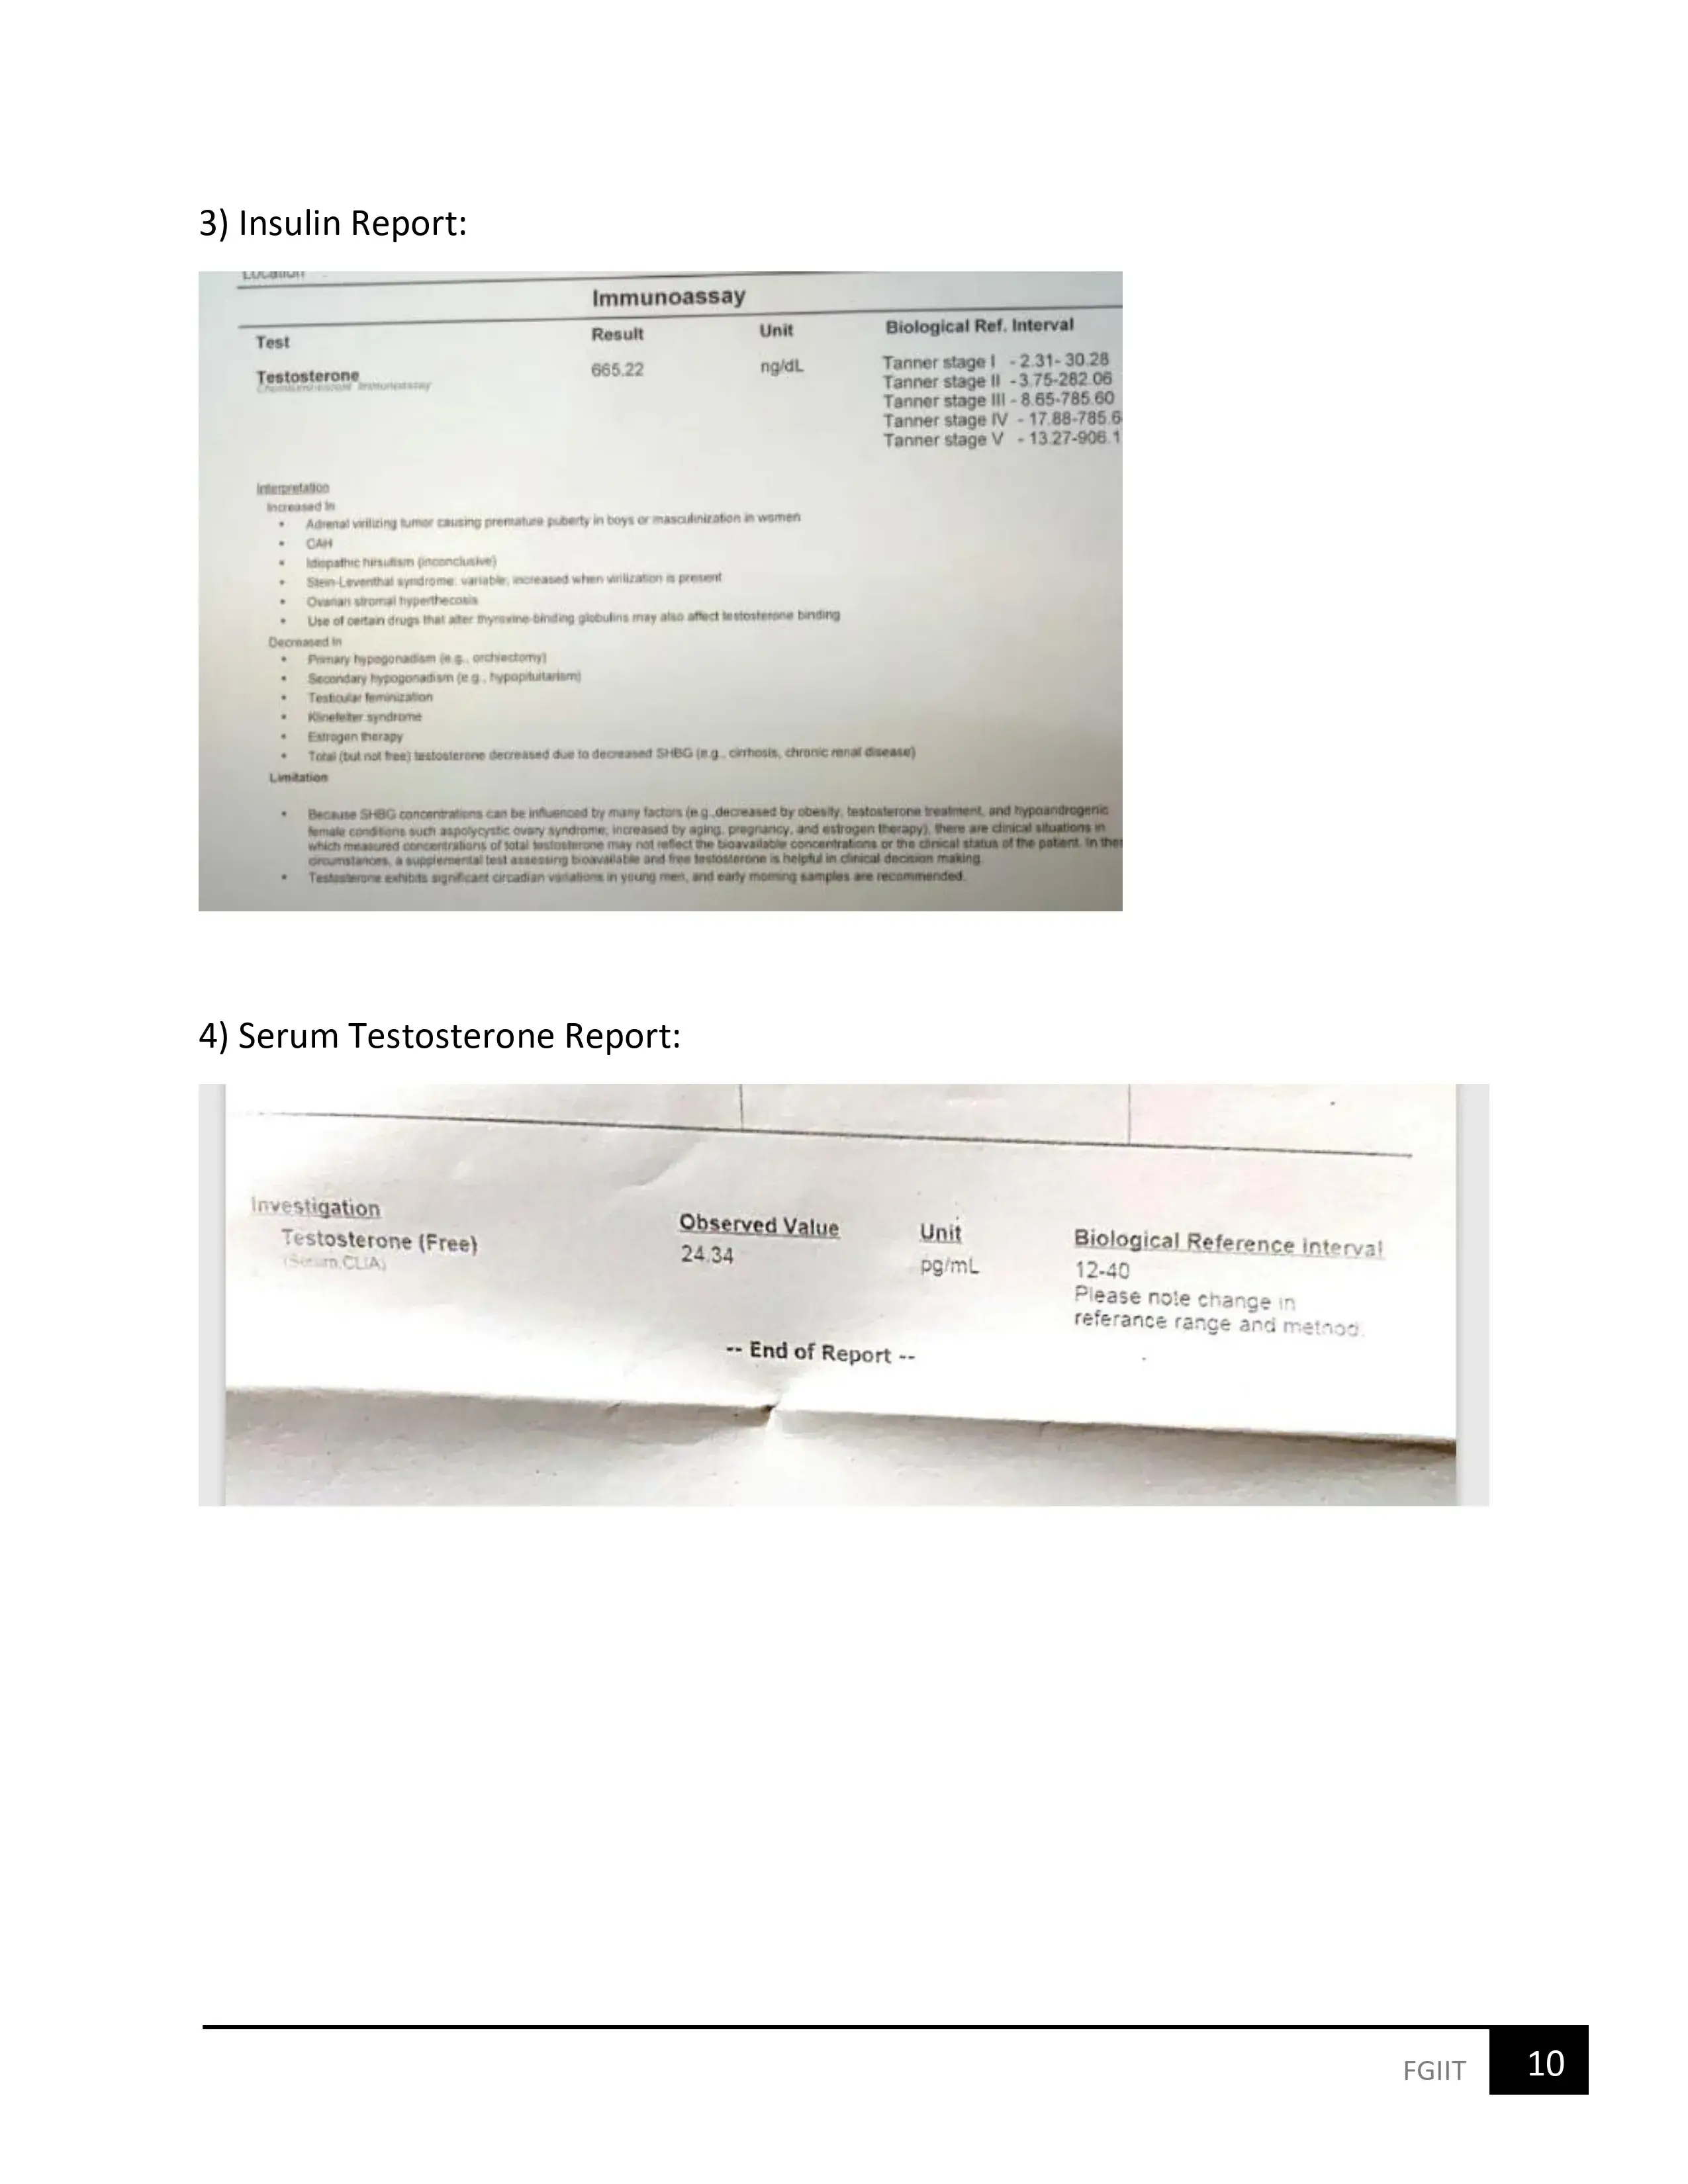 3) Insulin Report:
Location
Immunoassay
Test Result Unit Biological Ref. Interval
Testosterone 665.22 ng/dL Tanner stage I - 2.31- 30.28
Chemiluminescent Immunoassay Tanner stage II - 3.75-282.06
Tanner stage III - 8.65-785.60
Tanner stage IV - 17.88-785.6
Tanner stage V - 13.27-906.1
Interpretation
Increased In
• Adrenal virilizing tumor causing premature puberty in boys or masculinization in women
• CAH
• Idiopathic hirsutism (inconclusive)
• Stein-Leventhal syndrome: variable, increased when virilization is present
• Ovarian stromal hyperthecosis
• Use of certain drugs that alter thyroxine-binding globulins may also affect testosterone binding
Decreased In
• Primary hypogonadism (e.g., orchiectomy)
• Secondary hypogonadism (e.g., hypopituitarism)
• Testicular feminization
• Klinefelter syndrome
• Estrogen therapy
• Total (but not free) testosterone decreased due to decreased SHBG (e.g., cirrhosis, chronic renal disease)
Limitation
• Because SHBG concentrations can be influenced by many factors (e.g.,decreased by obesity, testosterone treatment, and hypoandrogenic
female conditions such aspolycystic ovary syndrome; increased by aging, pregnancy, and estrogen therapy), there are clinical situations in
which measured concentrations of total testosterone may not reflect the bioavailable concentrations or the clinical status of the patient. In the
circumstances, a supplemental test assessing bioavailable and free testosterone is helpful in clinical decision making.
• Testosterone exhibits significant circadian variations in young men, and early morning samples are recommended.
4) Serum Testosterone Report:
Investigation Observed Value Unit Biological Reference Interval
Testosterone (Free) 24.34 pg/mL 12-40
(Serum,CLIA) Please note change in
referance range and method.
-- End of Report --
FGIIT 10